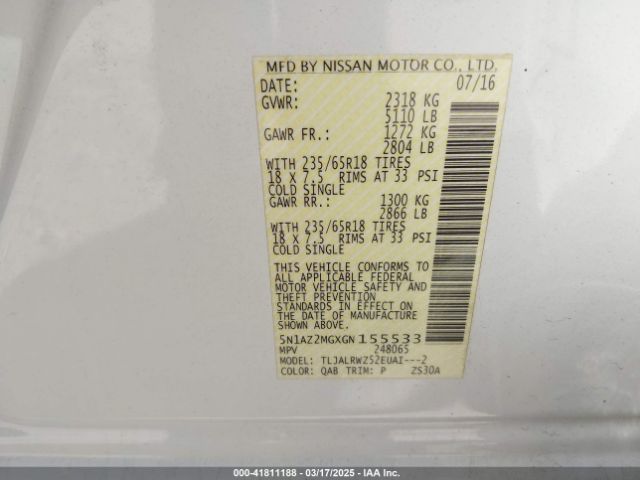 MFD BY NISSAN MOTOR CO., LTD.
DATE: 07/16
GVWR: 2318 KG
5110 LB
GAWR FR.: 1272 KG
2804 LB
WITH 235/65R18 TIRES
18 X 7.5 RIMS AT 33 PSI
COLD SINGLE
GAWR RR.: 1300 KG
2866 LB
WITH 235/65R18 TIRES
18 X 7.5 RIMS AT 33 PSI
COLD SINGLE
THIS VEHICLE CONFORMS TO
ALL APPLICABLE FEDERAL
MOTOR VEHICLE SAFETY AND
THEFT PREVENTION
STANDARDS IN EFFECT ON
THE DATE OF MANUFACTURE
SHOWN ABOVE.
5N1AZ2MGXGN155533
MPV 248065
MODEL: TLJALRWZ52EUAI---2
COLOR: QAB TRIM: P ZS30A
000-41811188 - 03/17/2025 - IAA Inc.